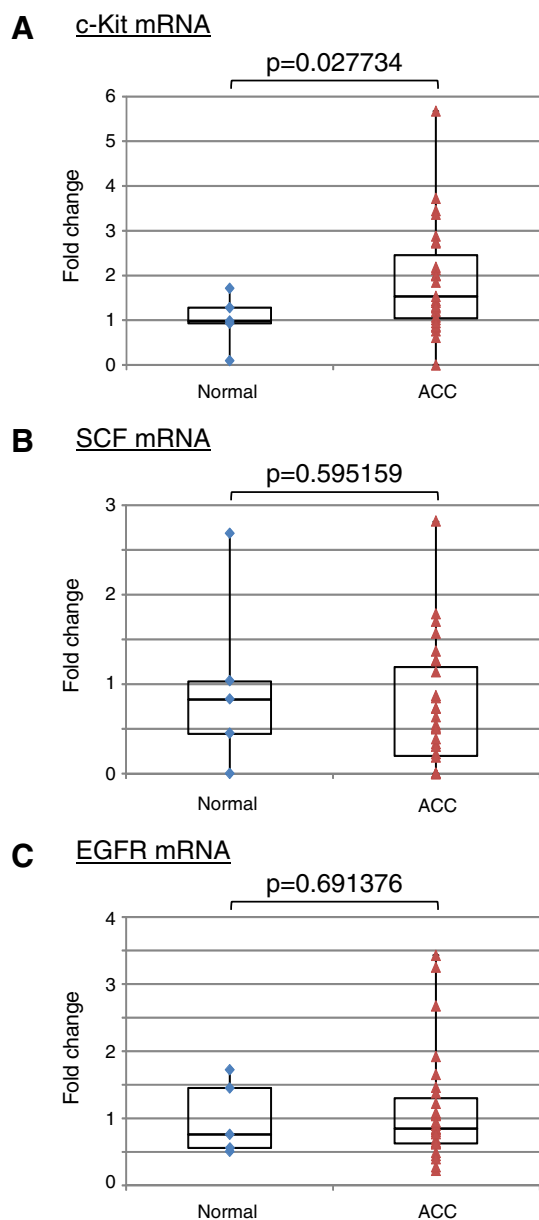 A c-Kit mRNA
p=0.027734
Fold change
6
5
4
3
2
1
0
Normal ACC
B SCF mRNA
p=0.595159
Fold change
3
2
1
0
Normal ACC
C EGFR mRNA
p=0.691376
Fold change
4
3
2
1
0
Normal ACC